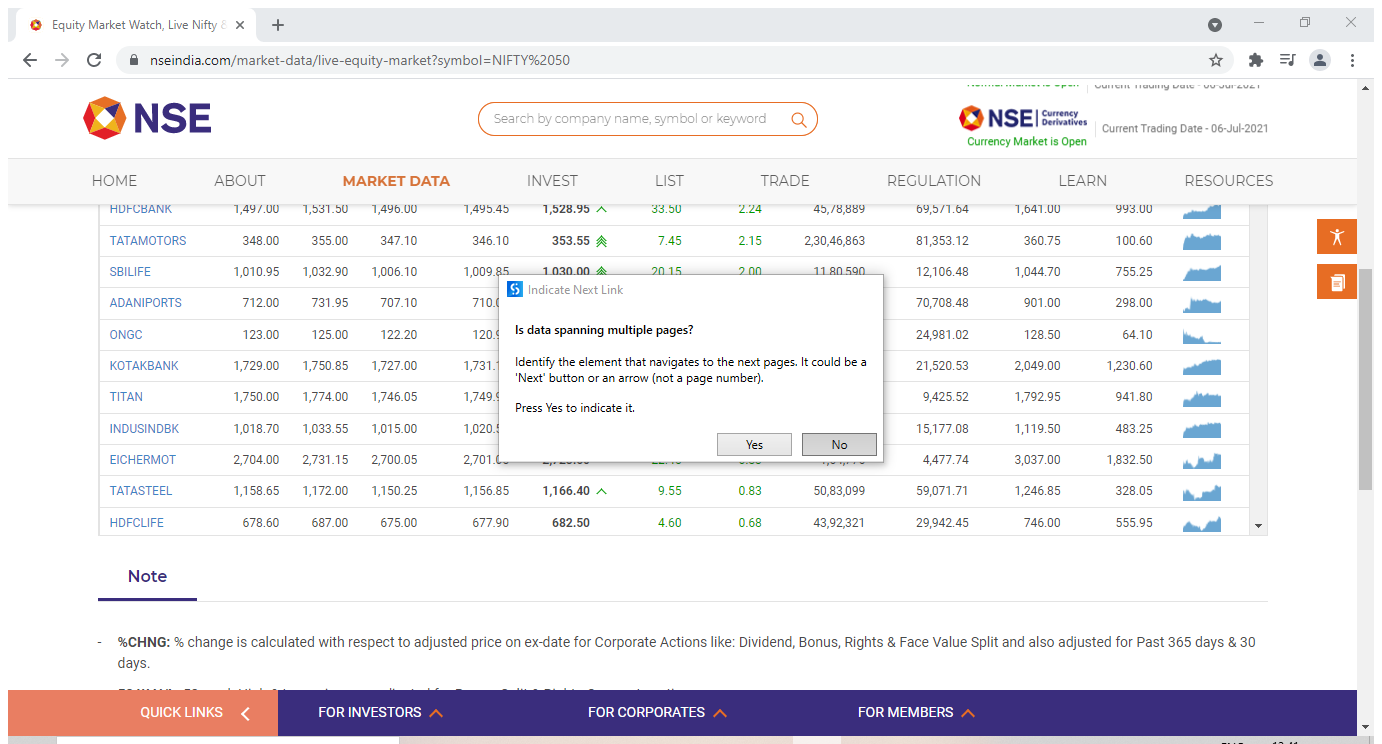 Equity Market Watch, Live Nifty
nseindia.com/market-data/live-equity-market?symbol=NIFTY%2050
NSE
Search by company name, symbol or keyword
Normal Market is Open Current Trading Date - 06-Jul-2021
NSE Currency Derivatives Current Trading Date - 06-Jul-2021
Currency Market is Open
HOME ABOUT MARKET DATA INVEST LIST TRADE REGULATION LEARN RESOURCES
HDFCBANK 1,497.00 1,531.50 1,496.00 1,495.45 1,528.95 33.50 2.24 45,78,889 69,571.64 1,641.00 993.00
TATAMOTORS 348.00 355.00 347.10 346.10 353.55 7.45 2.15 2,30,46,863 81,353.12 360.75 100.60
SBILIFE 1,010.95 1,032.90 1,006.10 1,009.85 1,030.00 20.15 2.00 11,80,590 12,106.48 1,044.70 755.25
ADANIPORTS 712.00 731.95 707.10 710.0 70,708.48 901.00 298.00
ONGC 123.00 125.00 122.20 120.9 24,981.02 128.50 64.10
KOTAKBANK 1,729.00 1,750.85 1,727.00 1,731.1 21,520.53 2,049.00 1,230.60
TITAN 1,750.00 1,774.00 1,746.05 1,749.9 9,425.52 1,792.95 941.80
INDUSINDBK 1,018.70 1,033.55 1,015.00 1,020.5 15,177.08 1,119.50 483.25
EICHERMOT 2,704.00 2,731.15 2,700.05 2,701.0 4,477.74 3,037.00 1,832.50
TATASTEEL 1,158.65 1,172.00 1,150.25 1,156.85 1,166.40 9.55 0.83 50,83,099 59,071.71 1,246.85 328.05
HDFCLIFE 678.60 687.00 675.00 677.90 682.50 4.60 0.68 43,92,321 29,942.45 746.00 555.95
Indicate Next Link
Is data spanning multiple pages?
Identify the element that navigates to the next pages. It could be a
'Next' button or an arrow (not a page number).
Press Yes to indicate it.
Yes No
Note
- %CHNG: % change is calculated with respect to adjusted price on ex-date for Corporate Actions like: Dividend, Bonus, Rights & Face Value Split and also adjusted for Past 365 days & 30
days.
QUICK LINKS FOR INVESTORS FOR CORPORATES FOR MEMBERS